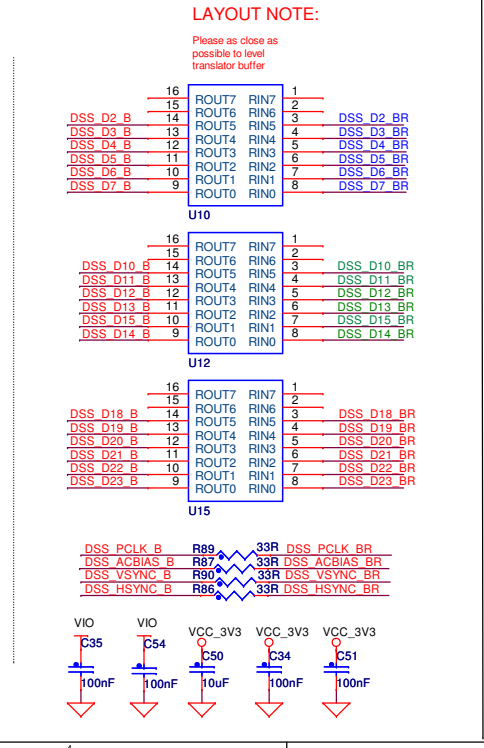 LAYOUT NOTE:
Please as close as
possible to level
translator buffer
16 ROUT7 RIN7 1
15 ROUT6 RIN6 2
DSS_D2_B 14 ROUT5 RIN5 3 DSS_D2_BR
DSS_D3_B 13 ROUT4 RIN4 4 DSS_D3_BR
DSS_D4_B 12 ROUT3 RIN3 5 DSS_D4_BR
DSS_D5_B 11 ROUT2 RIN2 6 DSS_D5_BR
DSS_D6_B 10 ROUT1 RIN1 7 DSS_D6_BR
DSS_D7_B 9 ROUT0 RIN0 8 DSS_D7_BR
U10
16 ROUT7 RIN7 1
15 ROUT6 RIN6 2
DSS_D10_B 14 ROUT5 RIN5 3 DSS_D10_BR
DSS_D11_B 13 ROUT4 RIN4 4 DSS_D11_BR
DSS_D12_B 12 ROUT3 RIN3 5 DSS_D12_BR
DSS_D13_B 11 ROUT2 RIN2 6 DSS_D13_BR
DSS_D15_B 10 ROUT1 RIN1 7 DSS_D15_BR
DSS_D14_B 9 ROUT0 RIN0 8 DSS_D14_BR
U12
16 ROUT7 RIN7 1
15 ROUT6 RIN6 2
DSS_D18_B 14 ROUT5 RIN5 3 DSS_D18_BR
DSS_D19_B 13 ROUT4 RIN4 4 DSS_D19_BR
DSS_D20_B 12 ROUT3 RIN3 5 DSS_D20_BR
DSS_D21_B 11 ROUT2 RIN2 6 DSS_D21_BR
DSS_D22_B 10 ROUT1 RIN1 7 DSS_D22_BR
DSS_D23_B 9 ROUT0 RIN0 8 DSS_D23_BR
U15
DSS_PCLK_B R89 33R DSS_PCLK_BR
DSS_ACBIAS_B R87 33R DSS_ACBIAS_BR
DSS_VSYNC_B R90 33R DSS_VSYNC_BR
DSS_HSYNC_B R86 33R DSS_HSYNC_BR
VIO VIO VCC_3V3 VCC_3V3 VCC_3V3
C35 C54 C50 C34 C51
100nF 100nF 10uF 100nF 100nF